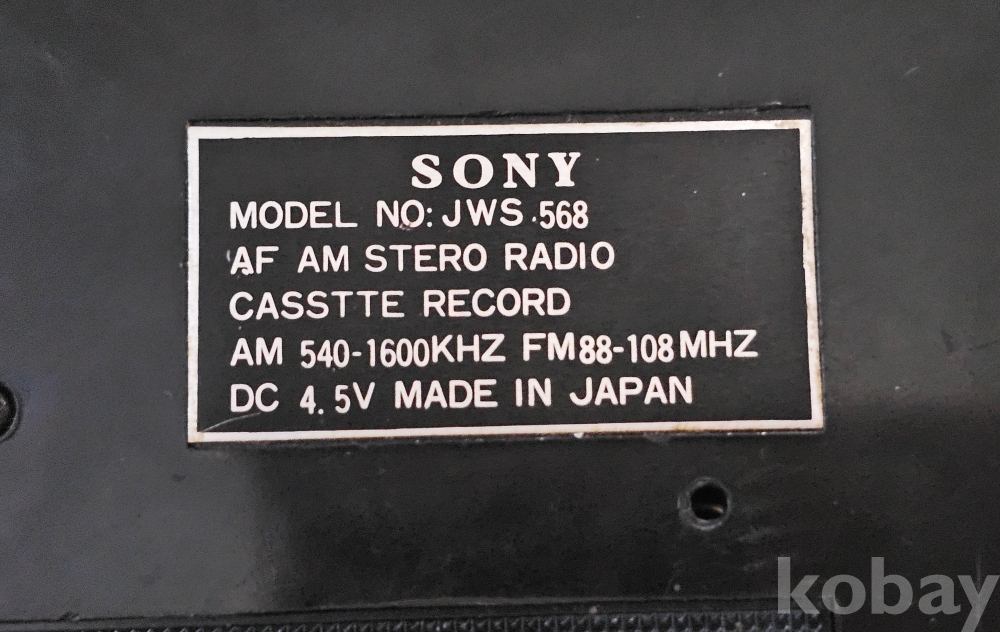 SONY
MODEL NO: JWS.568
AF AM STERO RADIO
CASSTTE RECORD
AM 540-1600KHZ FM88-108MHZ
DC 4.5V MADE IN JAPAN
kobay